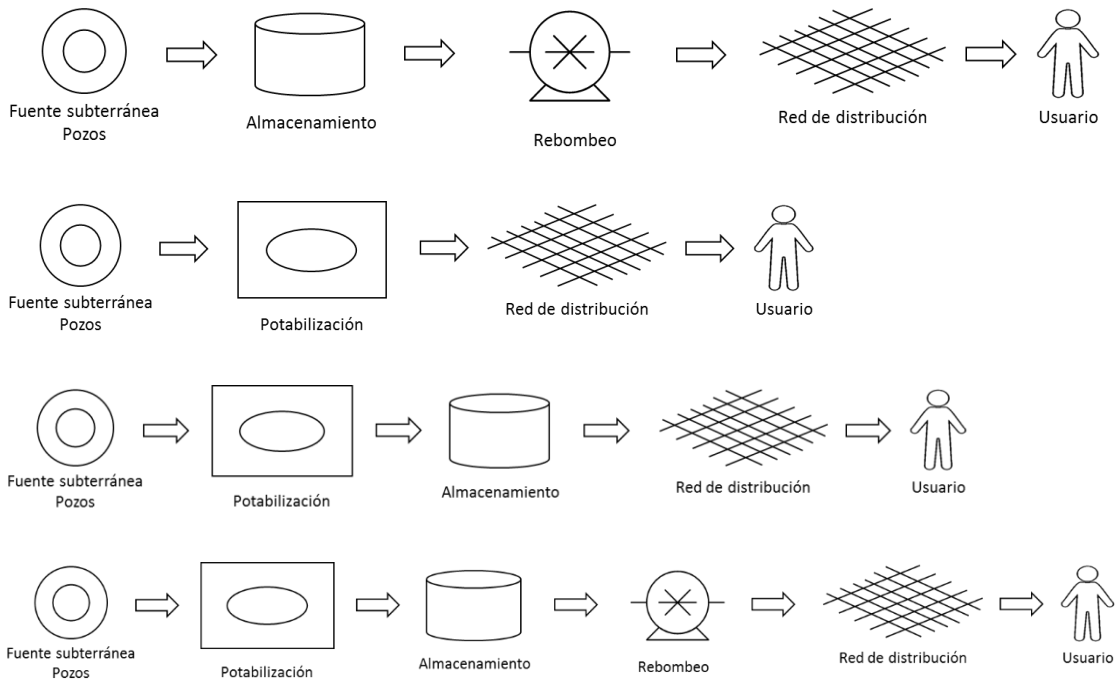 Fuente subterránea
Pozos
Almacenamiento
Rebombeo
Red de distribución
Usuario
Fuente subterránea
Pozos
Potabilización
Red de distribución
Usuario
Fuente subterránea
Pozos
Potabilización
Almacenamiento
Red de distribución
Usuario
Fuente subterránea
Pozos
Potabilización
Almacenamiento
Rebombeo
Red de distribución
Usuario